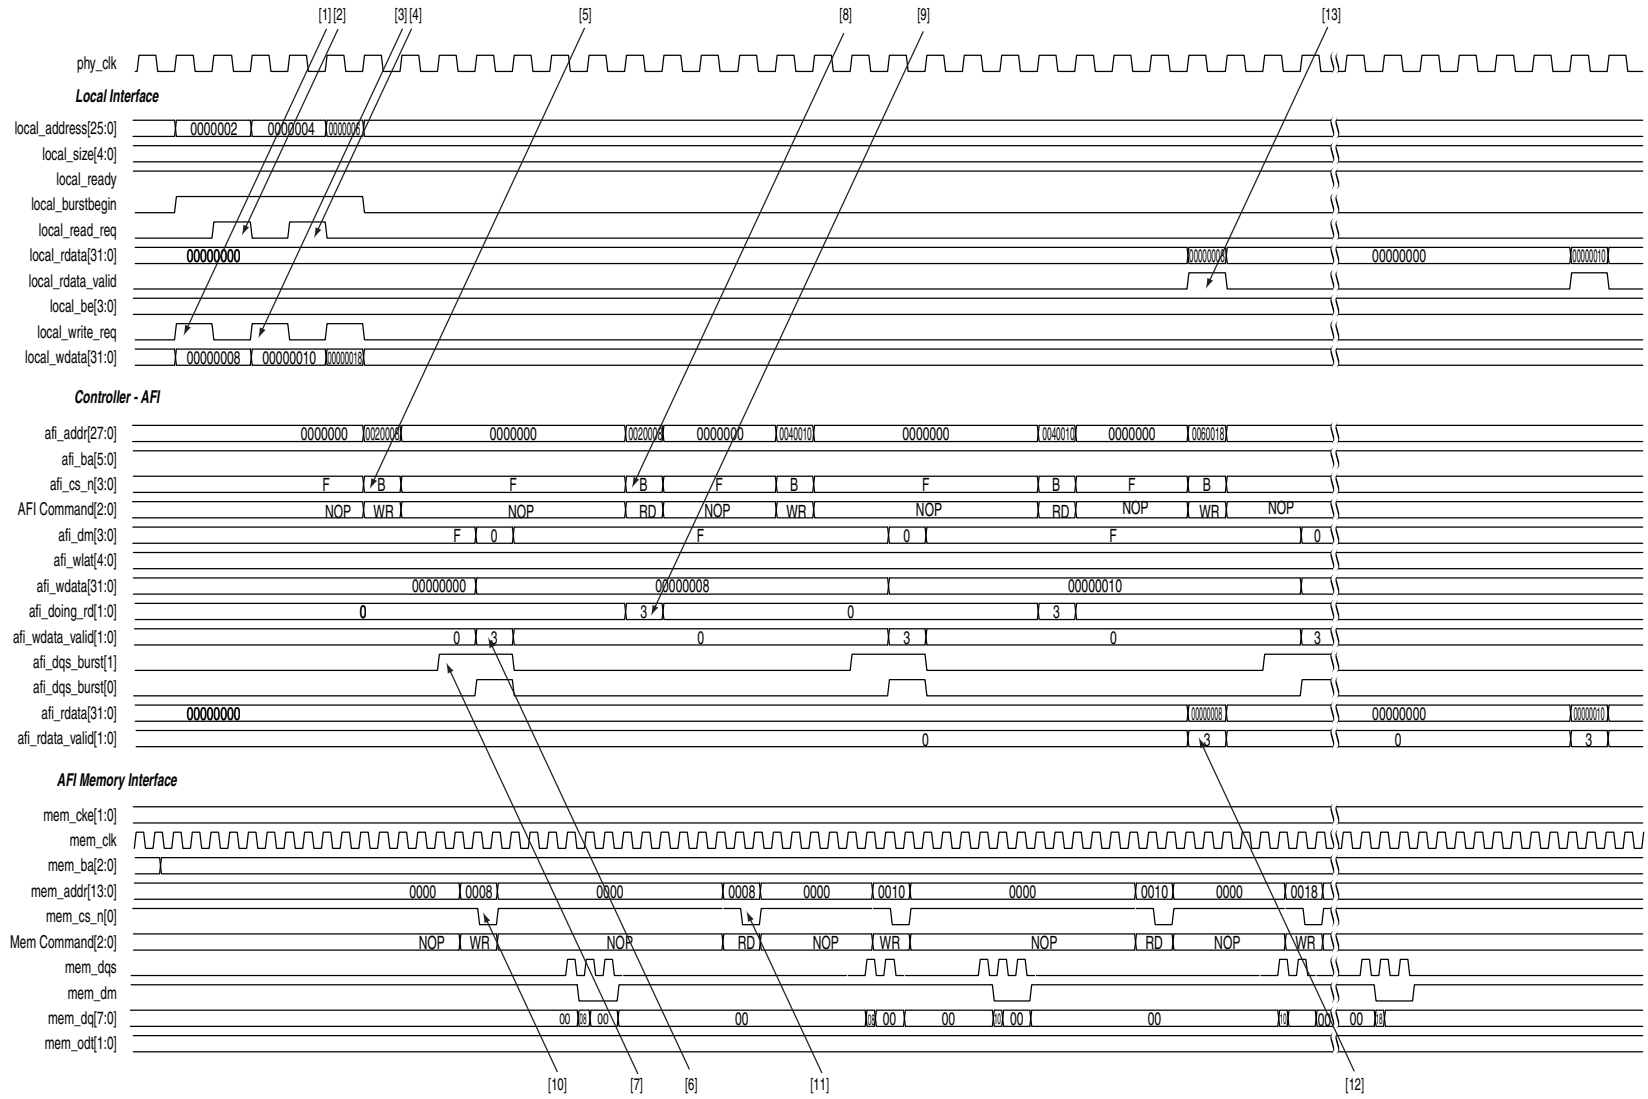 [1] [2] [3] [4] [5] [8] [9] [13]
phy_clk
Local Interface
local_address[25:0] 0000002 0000004 0000006
local_size[4:0]
local_ready
local_burstbegin
local_read_req
local_rdata[31:0] 00000000 00000008 00000000 00000010
local_rdata_valid
local_be[3:0]
local_write_req
local_wdata[31:0] 00000008 00000010 00000018
Controller - AFI
afi_addr[27:0] 0000000 0020008 0000000 0020008 0000000 0040010 0000000 0040010 0000000 0060018
afi_ba[5:0]
afi_cs_n[3:0] F B F B F B F B F B
AFI Command[2:0] NOP WR NOP RD NOP WR NOP RD NOP WR NOP
afi_dm[3:0] F 0 F 0 F 0
afi_wlat[4:0]
afi_wdata[31:0] 00000000 00000008 00000010
afi_doing_rd[1:0] 0 3 0 3
afi_wdata_valid[1:0] 0 3 0 3 0 3
afi_dqs_burst[1]
afi_dqs_burst[0]
afi_rdata[31:0] 00000000 00000008 00000000 00000010
afi_rdata_valid[1:0] 0 3 0 3
AFI Memory Interface
mem_cke[1:0]
mem_clk
mem_ba[2:0]
mem_addr[13:0] 0000 0008 0000 0008 0000 0010 0000 0010 0000 0018
mem_cs_n[0]
Mem Command[2:0] NOP WR NOP RD NOP WR NOP RD NOP WR
mem_dqs
mem_dm
mem_dq[7:0] 00 08 00 00 08 00 00 10 00 00 10 00 00 18
mem_odt[1:0]
[10] [7] [6] [11] [12]